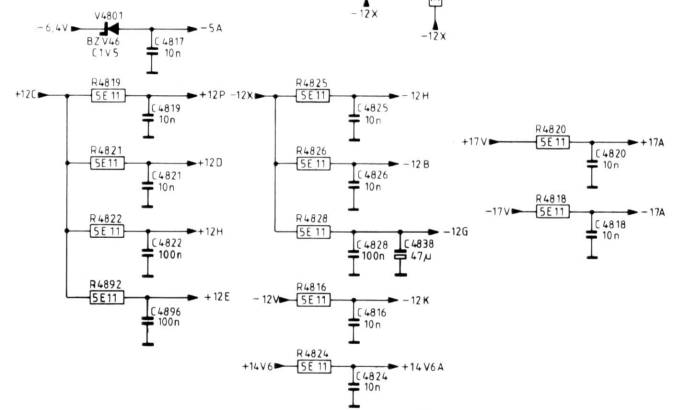 -12X
-12X
V4801
-6,4V
-5A
BZV46
C1V5
C4817
10n
+12C
R4819
5E11
+12P
C4819
10n
R4821
5E11
+12D
C4821
10n
R4822
5E11
+12H
C4822
100n
R4892
5E11
+12E
C4896
100n
-12X
R4825
5E11
-12H
C4825
10n
R4826
5E11
-12B
C4826
10n
R4828
5E11
-12G
C4828
100n
C4838
47µ
-12V
R4816
5E11
-12K
C4816
10n
+14V6
R4824
5E11
+14V6A
C4824
10n
+17V
R4820
5E11
+17A
C4820
10n
-17V
R4818
5E11
-17A
C4818
10n